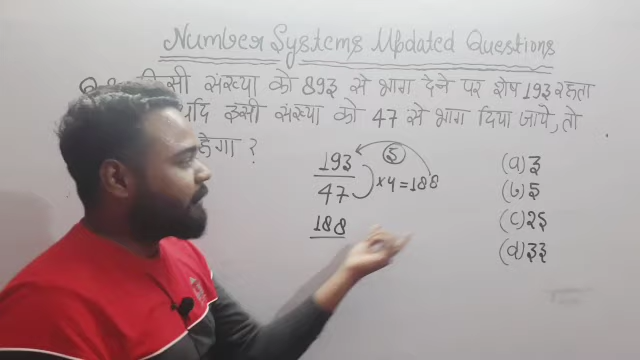 Number Systems Updated Questions
किसी संख्या को 893 से भाग देने पर शेष 193 रहता
यदि इसी संख्या को 47 से भाग दिया जाये, तो
?
193
47
188
×4=188
5
(a) 3
(b) 5
(c) 25
(d) 33